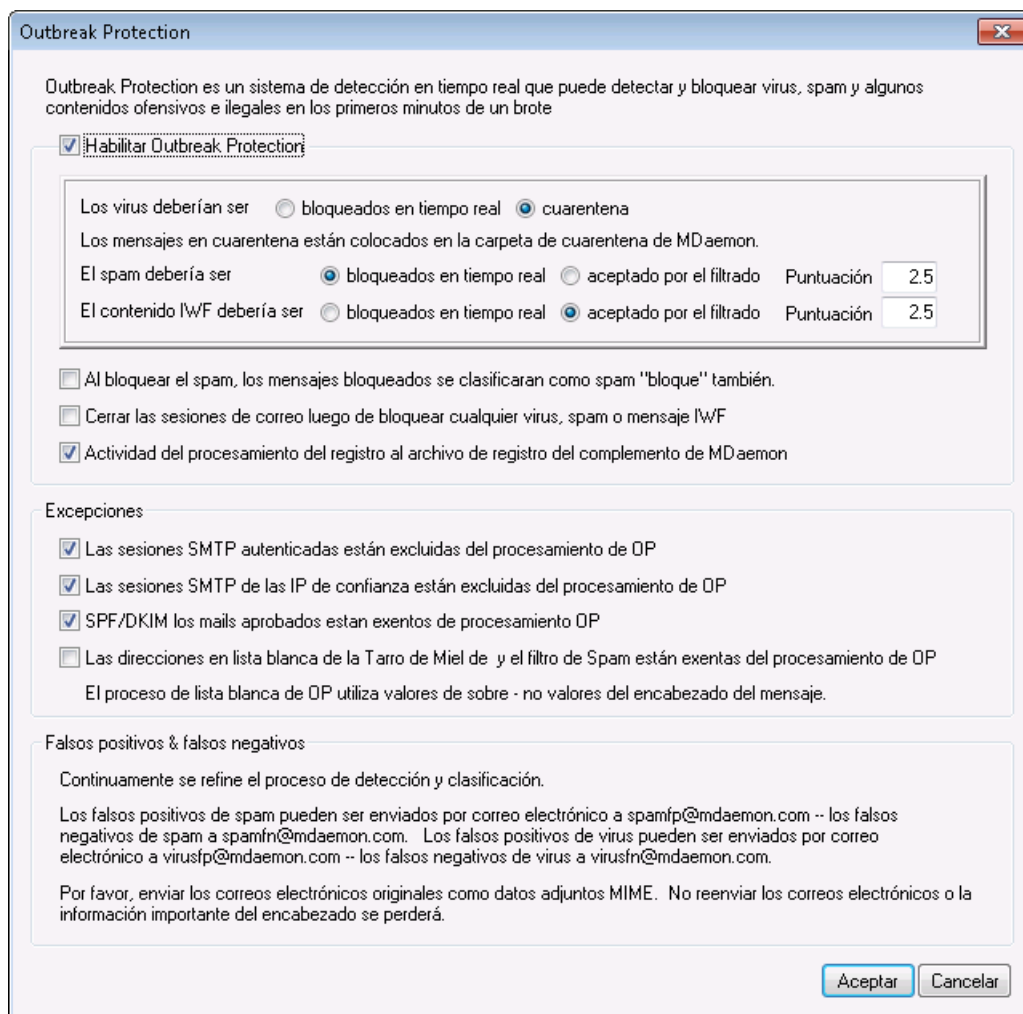 Outbreak Protection
Outbreak Protection es un sistema de detección en tiempo real que puede detectar y bloquear virus, spam y algunos
contenidos ofensivos e ilegales en los primeros minutos de un brote
Habilitar Outbreak Protection
Los virus deberían ser bloqueados en tiempo real cuarentena
Los mensajes en cuarentena están colocados en la carpeta de cuarentena de MDaemon.
El spam debería ser bloqueados en tiempo real aceptado por el filtrado Puntuación 2.5
El contenido IWF debería ser bloqueados en tiempo real aceptado por el filtrado Puntuación 2.5
Al bloquear el spam, los mensajes bloqueados se clasificaran como spam "bloque" también.
Cerrar las sesiones de correo luego de bloquear cualquier virus, spam o mensaje IWF
Actividad del procesamiento del registro al archivo de registro del complemento de MDaemon
Excepciones
Las sesiones SMTP autenticadas están excluidas del procesamiento de OP
Las sesiones SMTP de las IP de confianza están excluidas del procesamiento de OP
SPF/DKIM los mails aprobados estan exentos de procesamiento OP
Las direcciones en lista blanca de la Tarro de Miel de y el filtro de Spam están exentas del procesamiento de OP
El proceso de lista blanca de OP utiliza valores de sobre - no valores del encabezado del mensaje.
Falsos positivos & falsos negativos
Continuamente se refine el proceso de detección y clasificación.
Los falsos positivos de spam pueden ser enviados por correo electrónico a spamfp@mdaemon.com -- los falsos
negativos de spam a spamfn@mdaemon.com. Los falsos positivos de virus pueden ser enviados por correo
electrónico a virusfp@mdaemon.com -- los falsos negativos de virus a virusfn@mdaemon.com.
Por favor, enviar los correos electrónicos originales como datos adjuntos MIME. No reenviar los correos electrónicos o la
información importante del encabezado se perderá.
Aceptar Cancelar